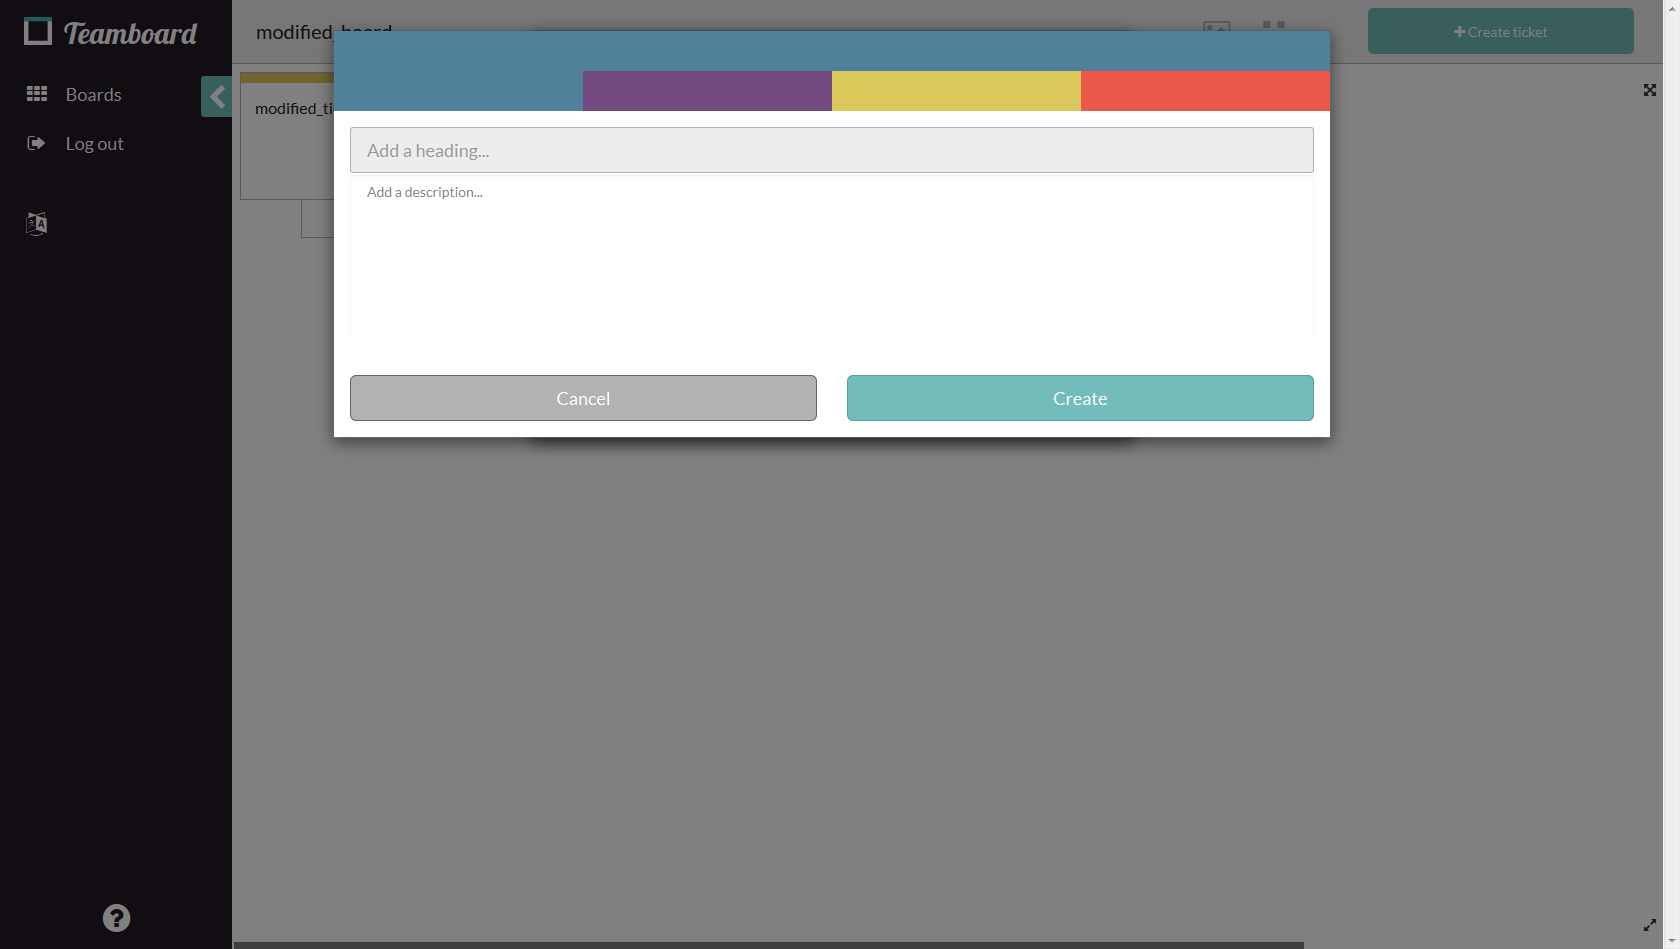 Teamboard
modified_board
Create ticket
Boards
Log out
modified_ti
Add a heading...
Add a description...
Cancel
Create